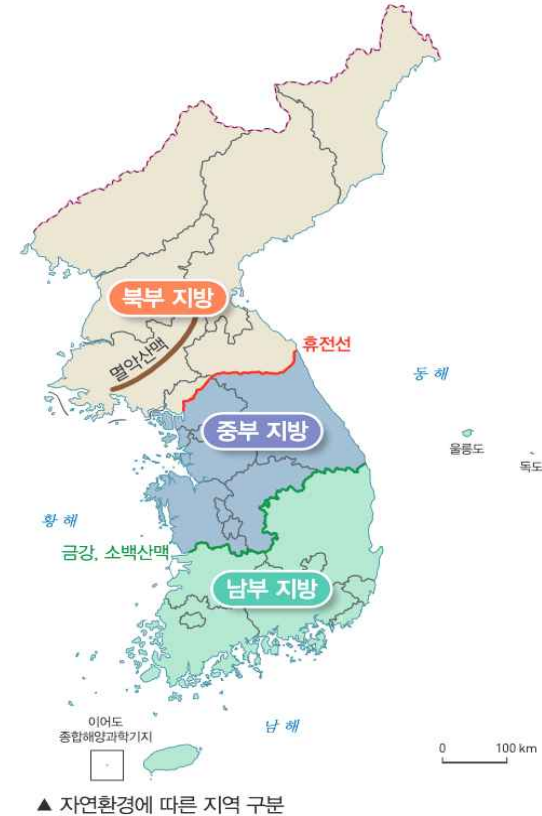 북부 지방
멸악산맥
휴전선
동해
중부 지방
울릉도
독도
황해
금강, 소백산맥
남부 지방
남해
이어도
종합해양과학기지
0 100 km
▲ 자연환경에 따른 지역 구분